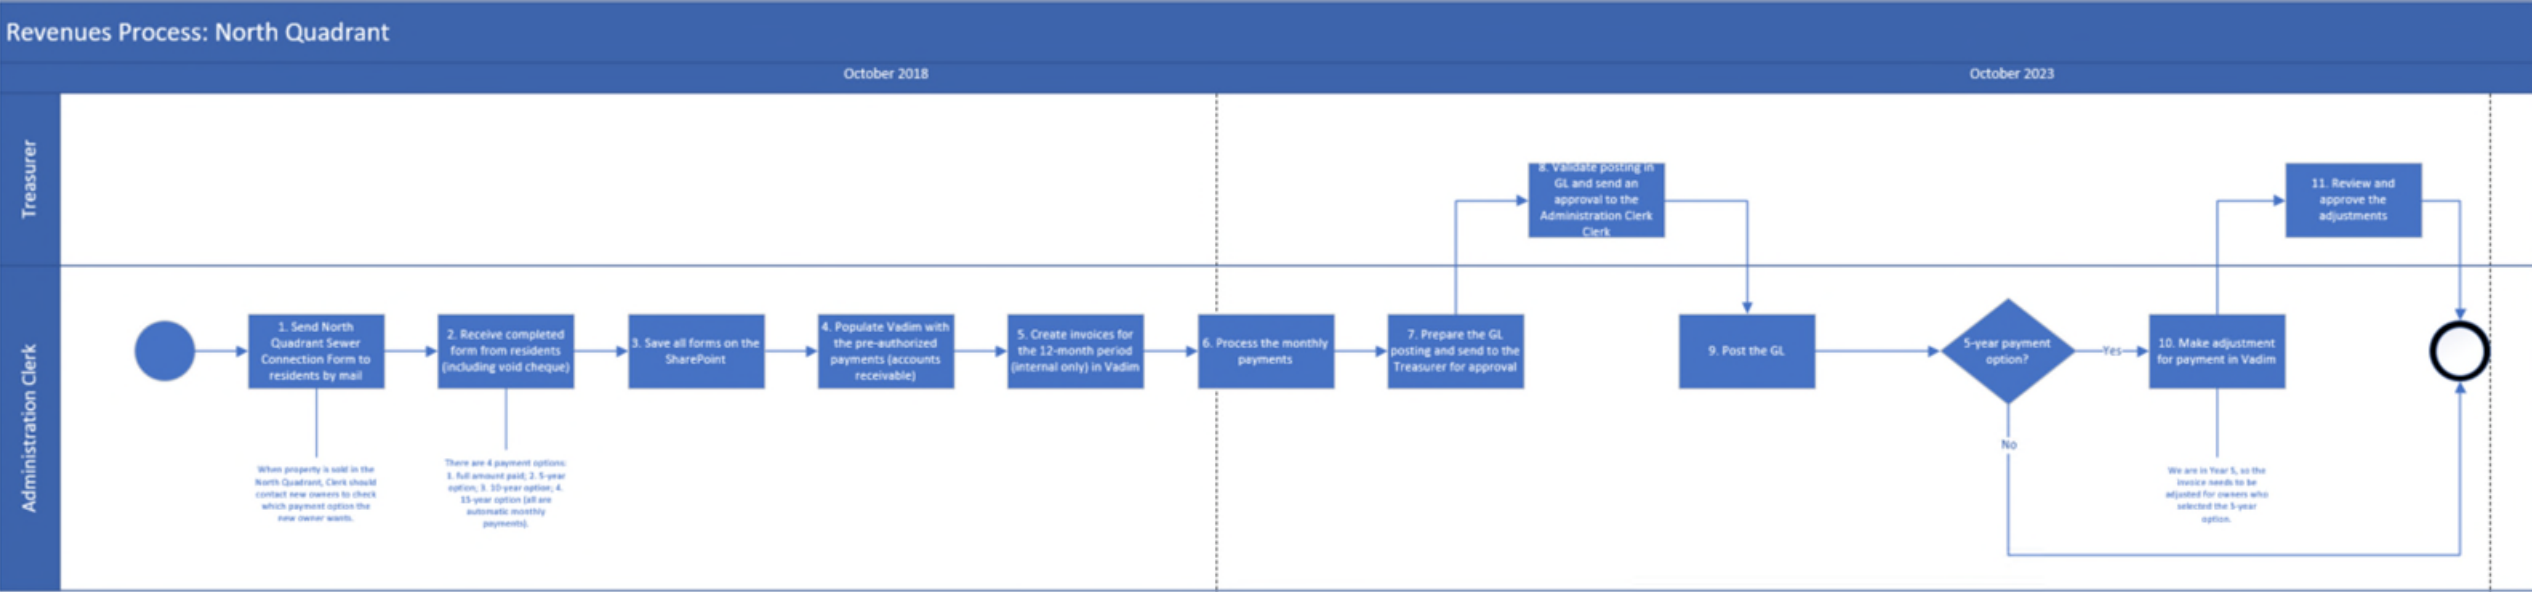 Revenues Process: North Quadrant
October 2018
October 2023
Treasurer
8. Validate posting in
GL and send an
approval to the
Administration Clerk
Clerk
11. Review and
approve the
adjustments
Administration Clerk
1. Send North
Quadrant Sewer
Connection Form to
residents by mail
2. Receive completed
form from residents
(including void cheque)
3. Save all forms on the
SharePoint
4. Populate Vadim with
the pre-authorized
payments (accounts
receivable)
5. Create invoices for
the 12-month period
(internal only) in Vadim
6. Process the monthly
payments
7. Prepare the GL
posting and send to the
Treasurer for approval
9. Post the GL
5-year payment
option?
Yes
10. Make adjustment
for payment in Vadim
No
When property is sold in the
North Quadrant, Clerk should
contact new owners to check
which payment option the
new owner wants.
There are 4 payment options:
1. full amount paid; 2. 5-year
option; 3. 10-year option; 4.
15-year option (all are
automatic monthly
payments).
We are in Year 5, so the
invoice needs to be
adjusted for owners who
selected the 5-year
option.